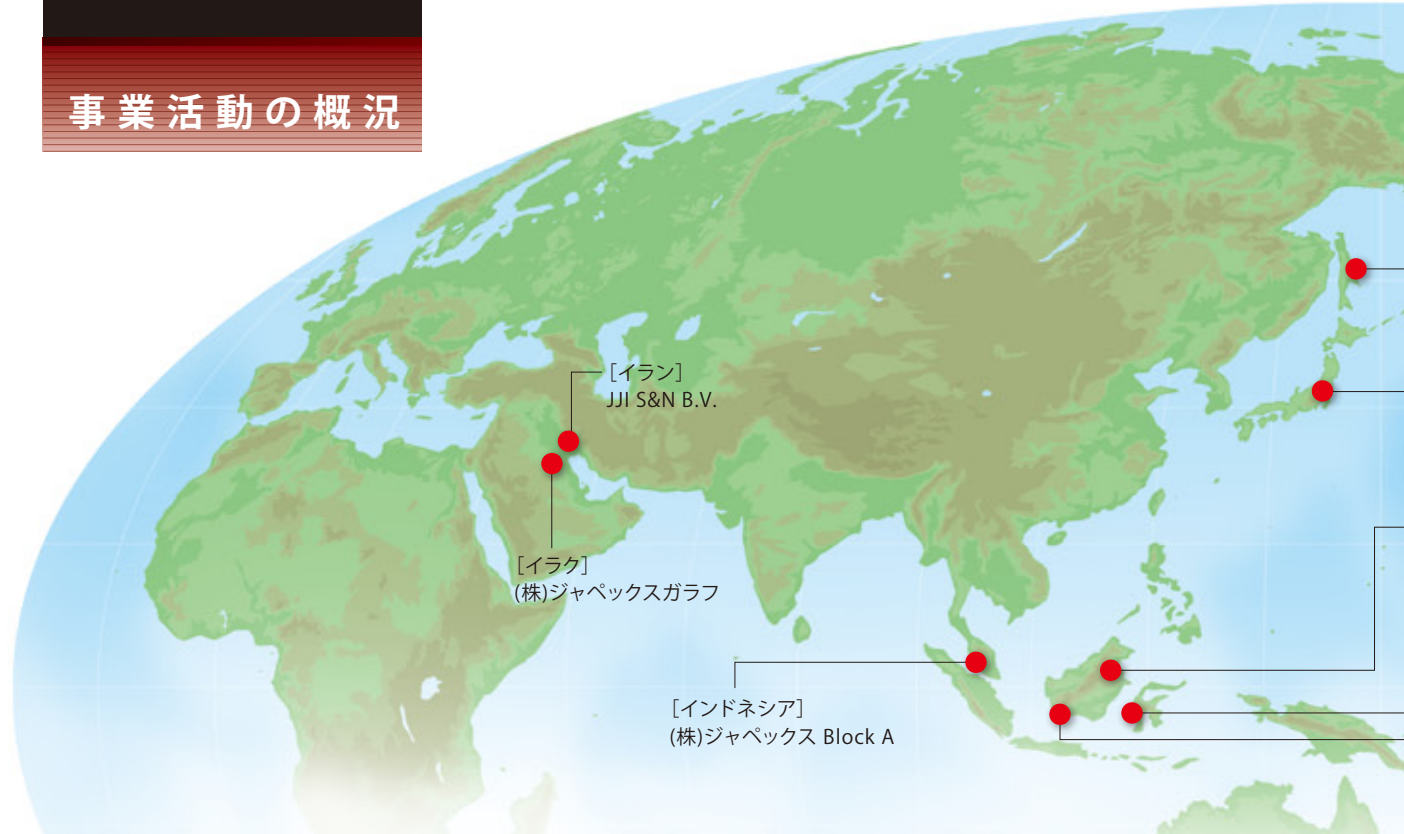 事業活動の概況
［イラン］
JJI S&N B.V.
［イラク］
(株)ジャペックスガラフ
［インドネシア］
(株)ジャペックス Block A